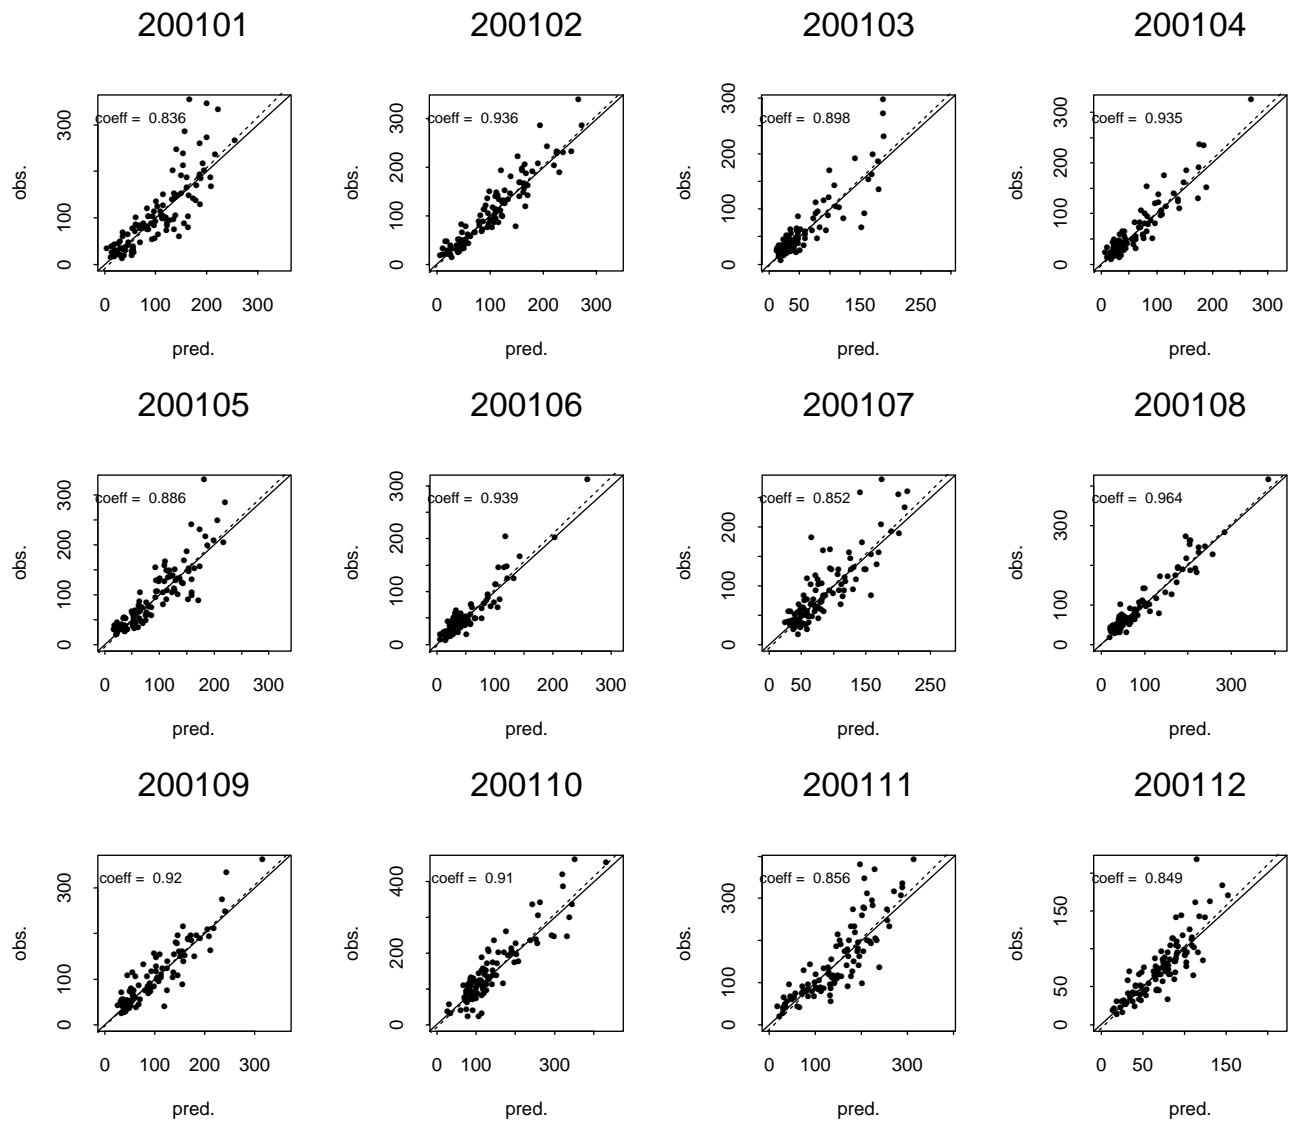 200101 200102 200103 200104
coeff = 0.836 coeff = 0.936 coeff = 0.898 coeff = 0.935
obs. obs. obs. obs.
0 100 300 0 100 200 300 0 100 200 300 0 100 200 300
0 100 200 300 0 100 200 300 0 50 150 250 0 100 200 300
pred. pred. pred. pred.
200105 200106 200107 200108
coeff = 0.886 coeff = 0.939 coeff = 0.852 coeff = 0.964
obs. obs. obs. obs.
0 100 200 300 0 100 200 300 0 100 200 0 100 300
0 100 200 300 0 100 200 300 0 50 150 250 0 100 300
pred. pred. pred. pred.
200109 200110 200111 200112
coeff = 0.92 coeff = 0.91 coeff = 0.856 coeff = 0.849
obs. obs. obs. obs.
0 100 300 0 200 400 0 100 300 0 50 150
0 100 200 300 0 100 300 0 100 300 0 50 150
pred. pred. pred. pred.